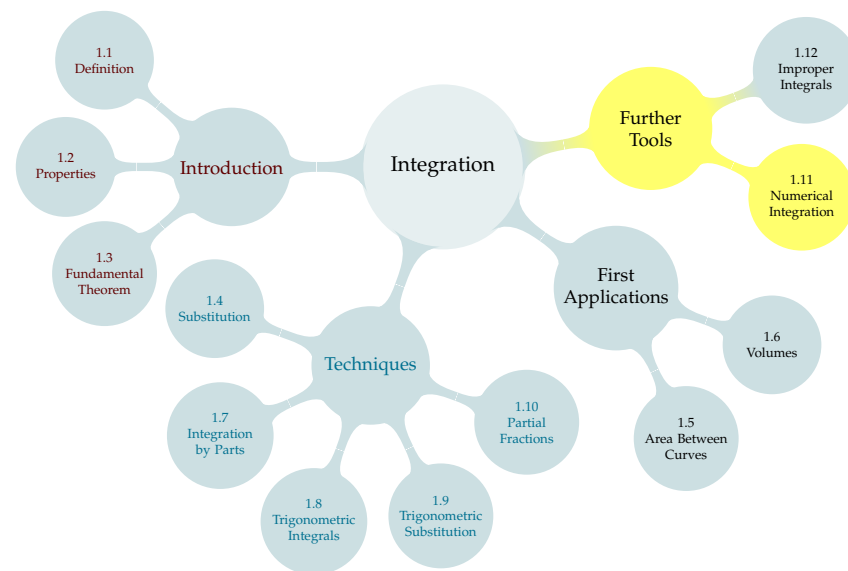 1.1
Definition
1.2
Properties
1.3
Fundamental
Theorem
Introduction
Integration
Further
Tools
1.12
Improper
Integrals
1.11
Numerical
Integration
First
Applications
1.6
Volumes
1.5
Area Between
Curves
Techniques
1.4
Substitution
1.7
Integration
by Parts
1.8
Trigonometric
Integrals
1.9
Trigonometric
Substitution
1.10
Partial
Fractions